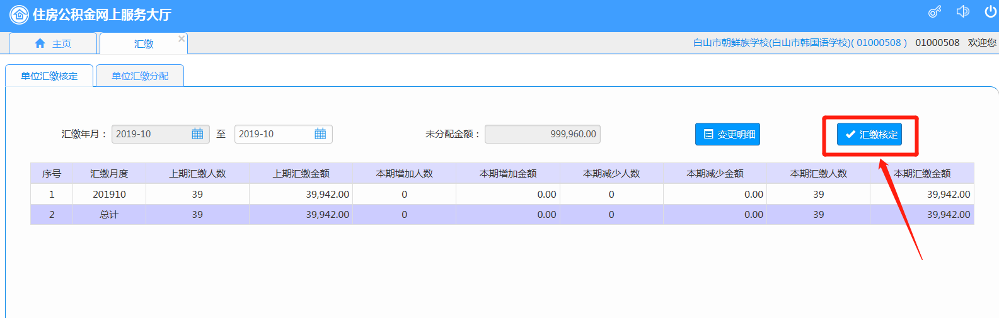 住房公积金网上服务大厅
主页 汇缴 白山市朝鲜族学校(白山市韩国语学校)( 01000508 ) 01000508 欢迎您
单位汇缴核定 单位汇缴分配
汇缴年月： 2019-10 至 2019-10 未分配金额： 999,960.00 变更明细 汇缴核定
序号 汇缴月度 上期汇缴人数 上期汇缴金额 本期增加人数 本期增加金额 本期减少人数 本期减少金额 本期汇缴人数 本期汇缴金额
1 201910 39 39,942.00 0 0.00 0 0.00 39 39,942.00
2 总计 39 39,942.00 0 0.00 0 0.00 39 39,942.00